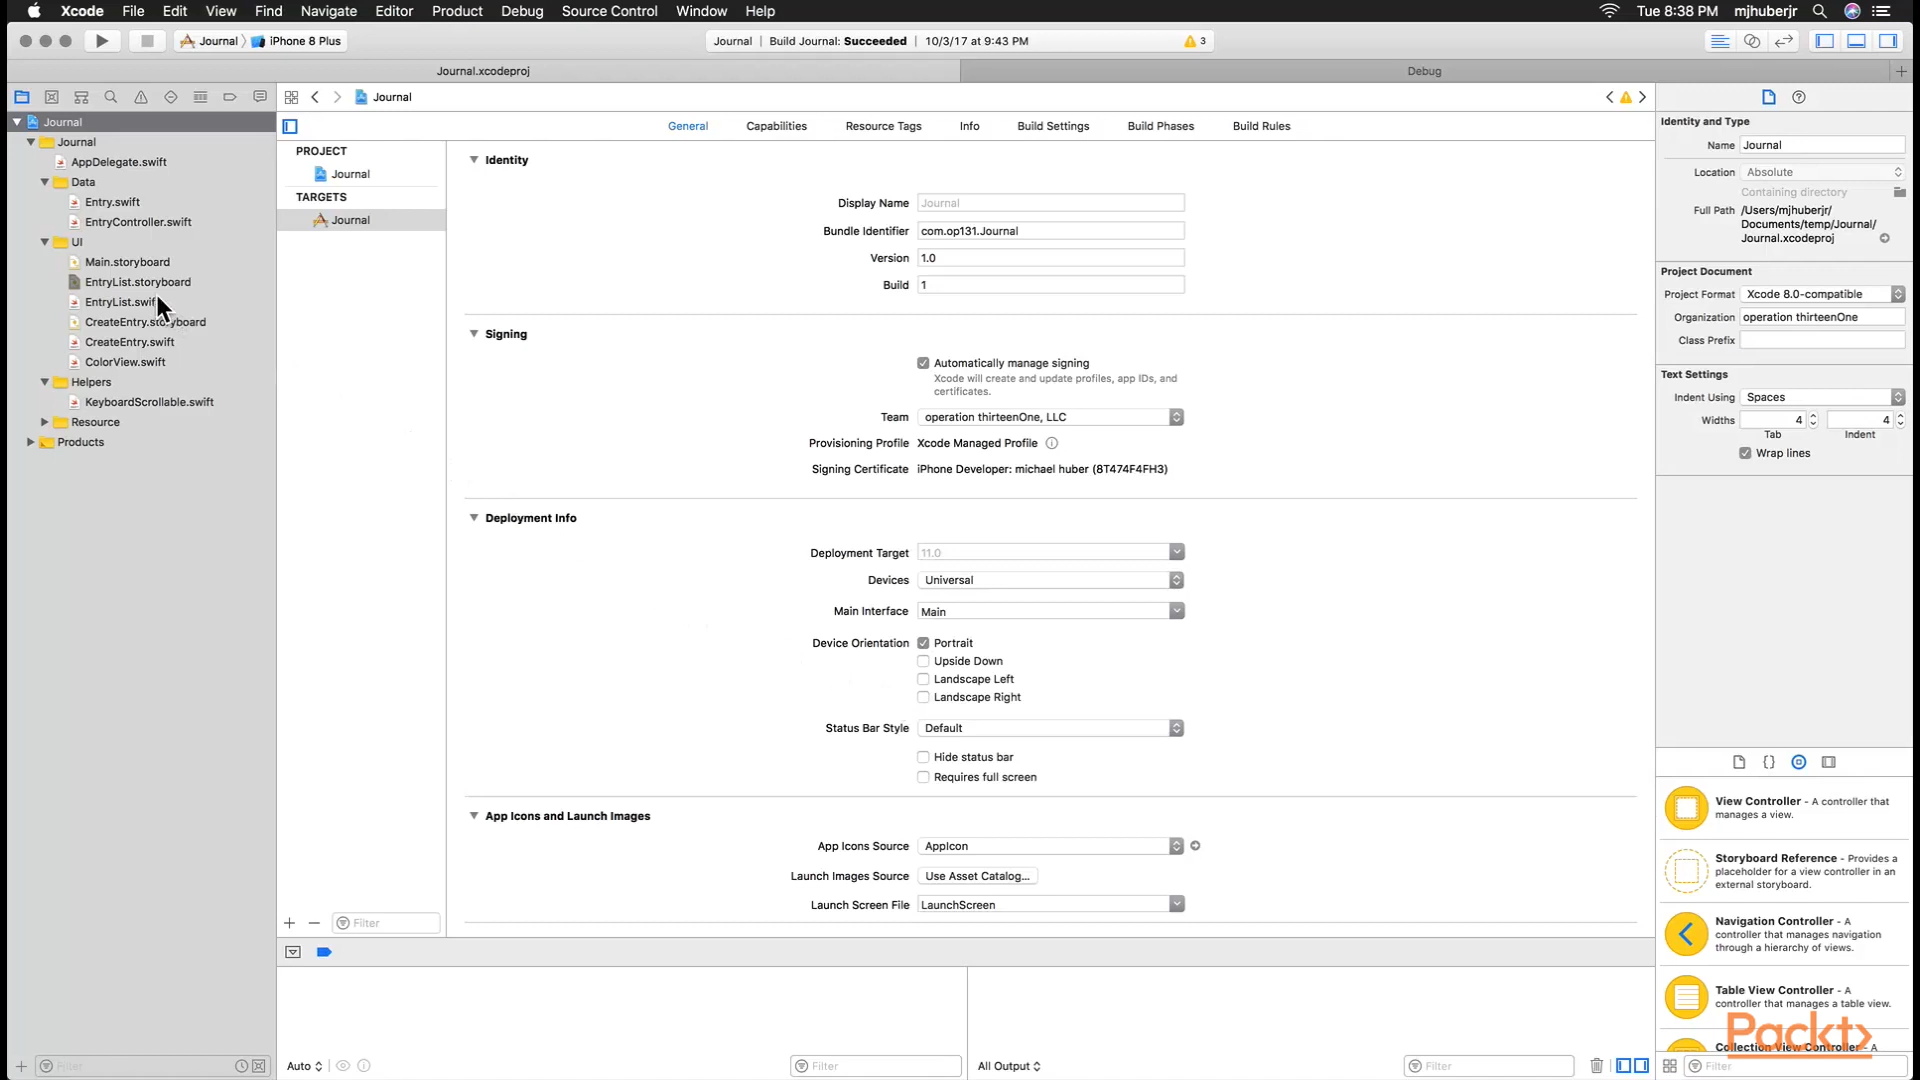 Xcode File Edit View Find Navigate Editor Product Debug Source Control Window Help Tue 8:38 PM mjhuberjr
Journal iPhone 8 Plus Journal | Build Journal: Succeeded | 10/3/17 at 9:43 PM 3
Journal.xcodeproj Debug
Journal
Journal
Journal
AppDelegate.swift
Data
Entry.swift
EntryController.swift
UI
Main.storyboard
EntryList.storyboard
CreateEntry.swift
ColorView.swift
Helpers
KeyboardScrollable.swift
Resource
Products
Filter
General Capabilities Resource Tags Info Build Settings Build Phases Build Rules
PROJECT
Journal
TARGETS
Journal
Filter
Identity
Display Name Journal
Bundle Identifier com.op131.Journal
Version 1.0
Build 1
Signing
Automatically manage signing
Xcode will create and update profiles, app IDs, and
certificates.
Team operation thirteenOne, LLC
Provisioning Profile Xcode Managed Profile
Signing Certificate iPhone Developer: michael huber (8T474F4FH3)
Deployment Info
Deployment Target 11.0
Devices Universal
Main Interface Main
Device Orientation Portrait
Upside Down
Landscape Left
Landscape Right
Status Bar Style Default
Hide status bar
Requires full screen
App Icons and Launch Images
App Icons Source AppIcon
Launch Images Source Use Asset Catalog...
Launch Screen File LaunchScreen
Auto Filter
All Output Filter
Identity and Type
Name Journal
Location Absolute
Containing directory
Full Path /Users/mjhuberjr/
Documents/temp/Journal/
Journal.xcodeproj
Project Document
Project Format Xcode 8.0-compatible
Organization operation thirteenOne
Class Prefix
Text Settings
Indent Using Spaces
Widths 4 4
Tab Indent
Wrap lines
{}
View Controller - A controller that
manages a view.
Storyboard Reference - Provides a
placeholder for a view controller in an
external storyboard.
Navigation Controller - A
controller that manages navigation
through a hierarchy of views.
Table View Controller - A
controller that manages a table view.
Collection View Controller - A
Packt>
Filter